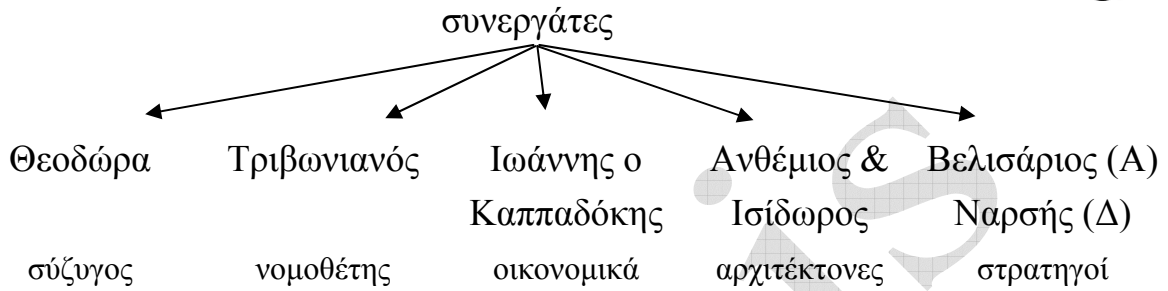 συνεργάτες
Θεοδώρα Τριβωνιανός Ιωάννης ο Ανθέμιος & Βελισάριος (Α)
Καππαδόκης Ισίδωρος Ναρσής (Δ)
σύζυγος νομοθέτης οικονομικά αρχιτέκτονες στρατηγοί